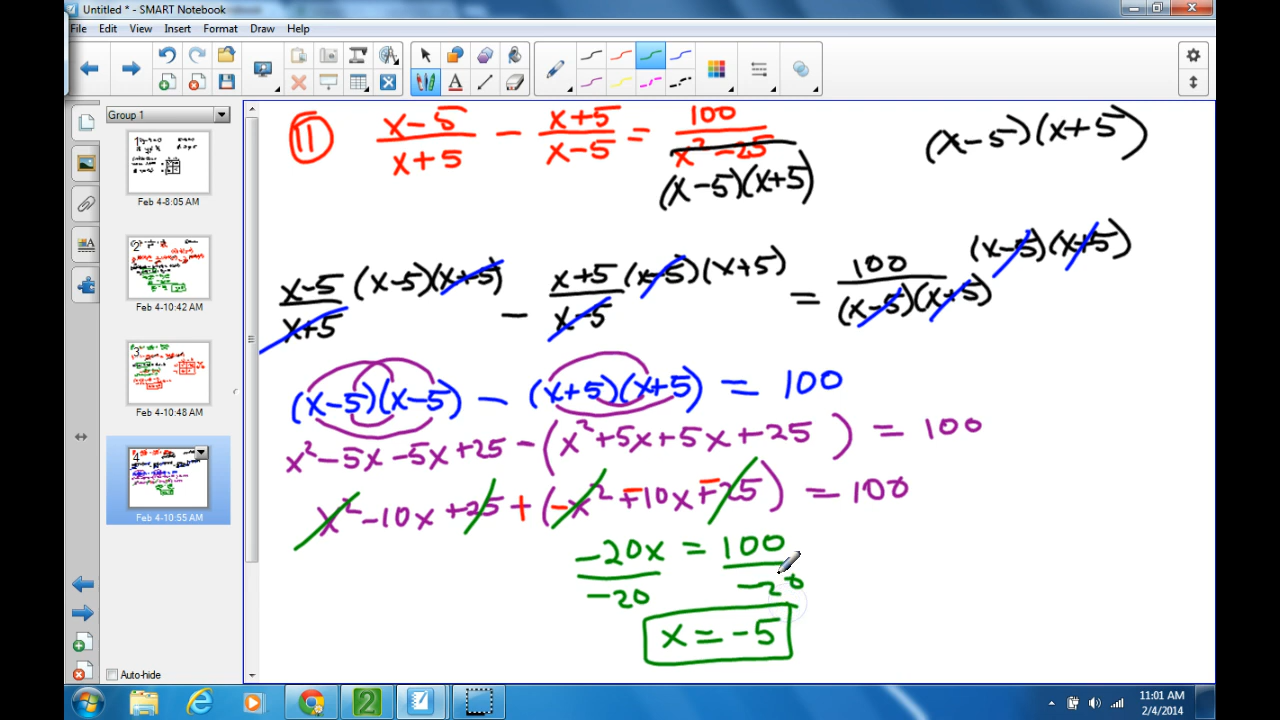 Untitled * - SMART Notebook
File Edit View Insert Format Draw Help
Group 1
Feb 4-8:05 AM
Feb 4-10:42 AM
Feb 4-10:48 AM
Feb 4-10:55 AM
Auto-hide
11 (x-5)/(x+5) - (x+5)/(x-5) = 100/(x²-25) (x-5)(x+5)
(x-5)(x+5)
(x-5)/(x+5) (x-5)(x+5) - (x+5)/(x-5) (x-5)(x+5) = 100/((x-5)(x+5)) (x-5)(x+5)
(x-5)(x-5) - (x+5)(x+5) = 100
x²-5x-5x+25-(x²+5x+5x+25) = 100
x²-10x+25+(-x²-10x-25) = 100
-20x = 100
-20 -20
x = -5
11:01 AM
2/4/2014